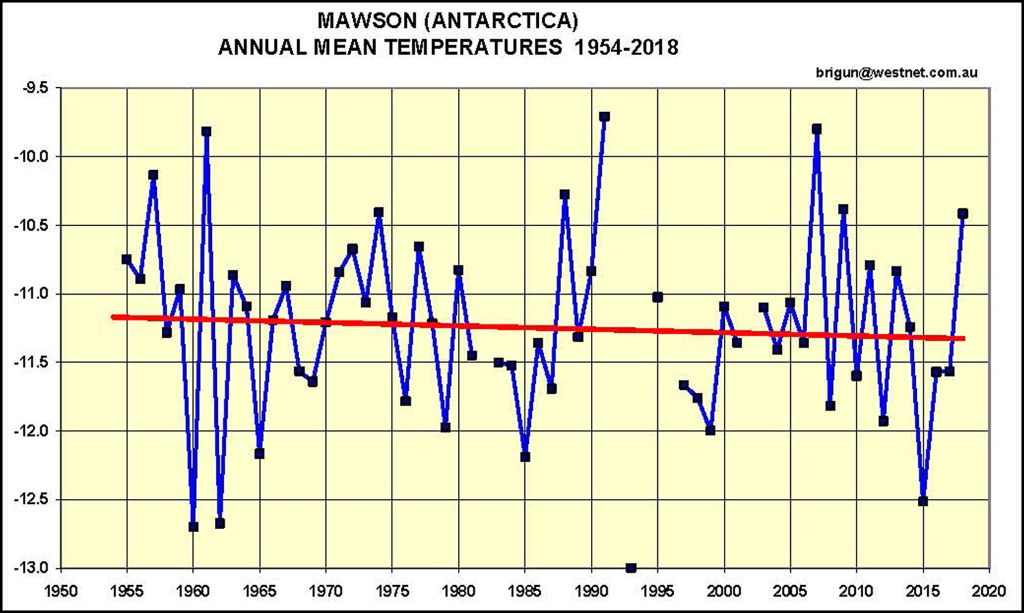 MAWSON (ANTARCTICA)
ANNUAL MEAN TEMPERATURES 1954-2018
brigun@westnet.com.au
-9.5
-10.0
-10.5
-11.0
-11.5
-12.0
-12.5
-13.0
1950 1955 1960 1965 1970 1975 1980 1985 1990 1995 2000 2005 2010 2015 2020